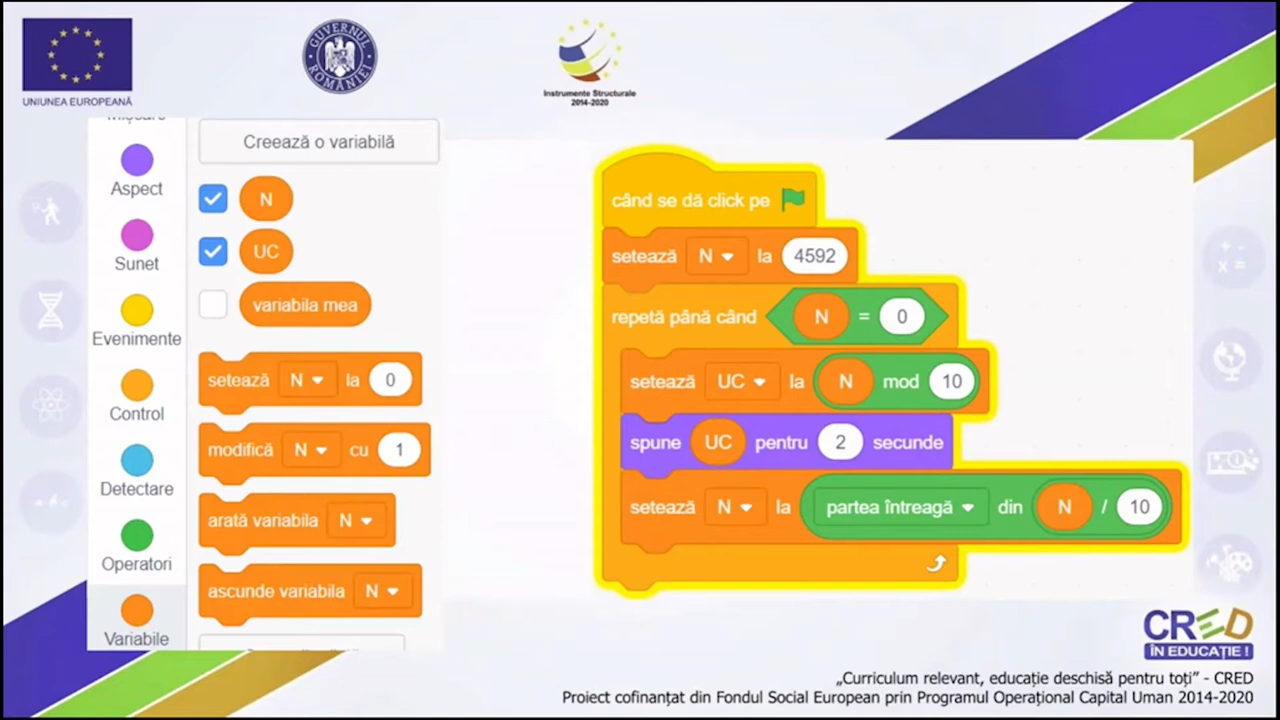 UNIUNEA EUROPEANĂ
GUVERNUL ROMÂNIEI
Instrumente Structurale
2014-2020
Aspect
Sunet
Evenimente
Control
Detectare
Operatori
Variabile
Creează o variabilă
N
UC
variabila mea
setează N la 0
modifică N cu 1
arată variabila N
ascunde variabila N
când se dă click pe
setează N la 4592
repetă până când N = 0
setează UC la N mod 10
spune UC pentru 2 secunde
setează N la partea întreagă din N / 10
CRED
ÎN EDUCAȚIE !
„Curriculum relevant, educație deschisă pentru toți” - CRED
Proiect cofinanțat din Fondul Social European prin Programul Operațional Capital Uman 2014-2020